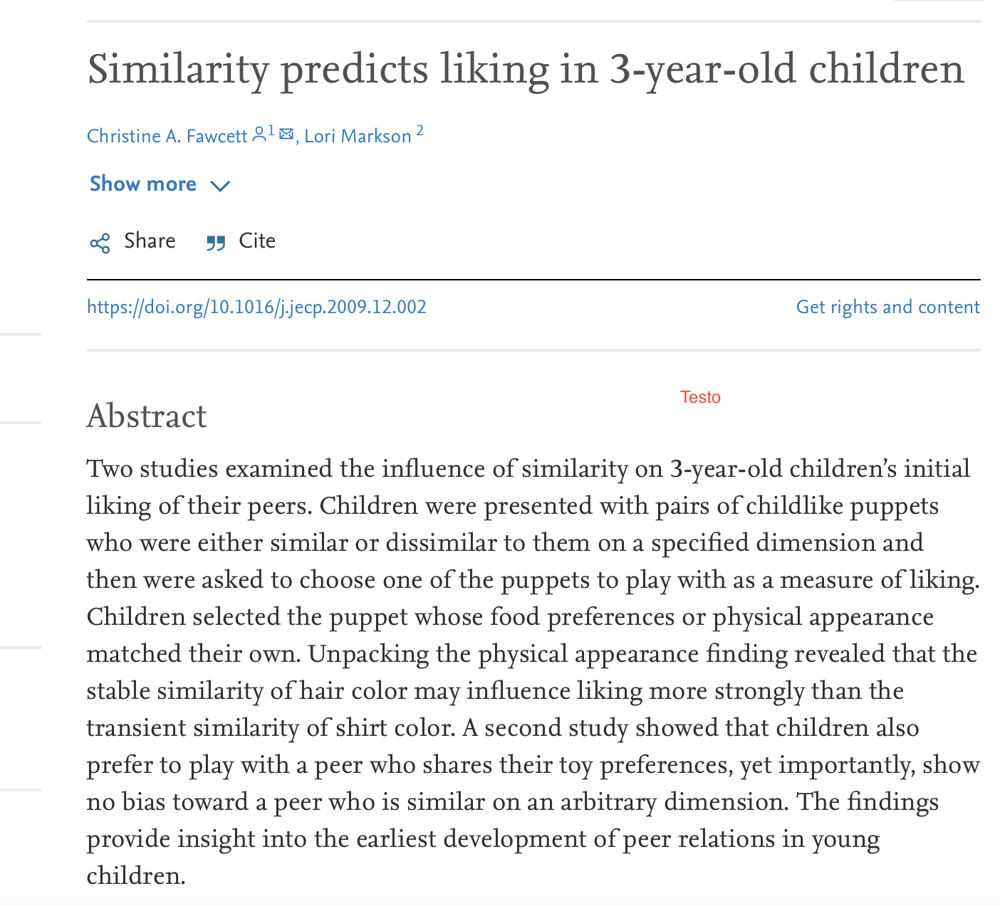 Similarity predicts liking in 3-year-old children
Christine A. Fawcett 1, Lori Markson 2
Show more
Share Cite
https://doi.org/10.1016/j.jecp.2009.12.002 Get rights and content
Testo
Abstract
Two studies examined the influence of similarity on 3-year-old children’s initial
liking of their peers. Children were presented with pairs of childlike puppets
who were either similar or dissimilar to them on a specified dimension and
then were asked to choose one of the puppets to play with as a measure of liking.
Children selected the puppet whose food preferences or physical appearance
matched their own. Unpacking the physical appearance finding revealed that the
stable similarity of hair color may influence liking more strongly than the
transient similarity of shirt color. A second study showed that children also
prefer to play with a peer who shares their toy preferences, yet importantly, show
no bias toward a peer who is similar on an arbitrary dimension. The findings
provide insight into the earliest development of peer relations in young
children.